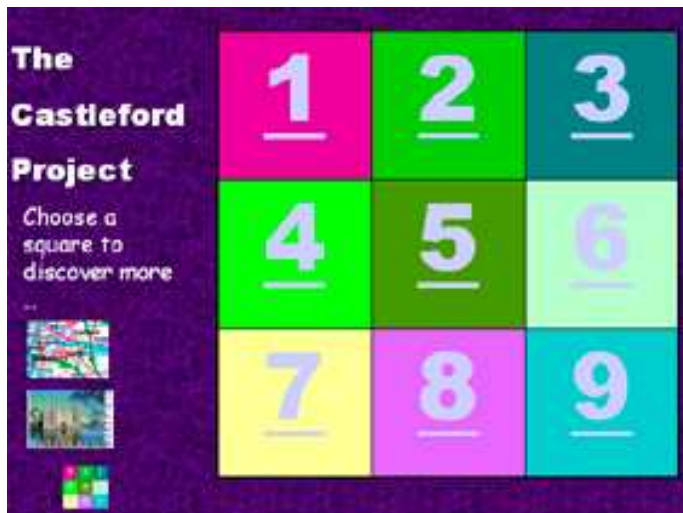 The
Castleford
Project
Choose a
square to
discover more
..
1 2 3
4 5 6
7 8 9